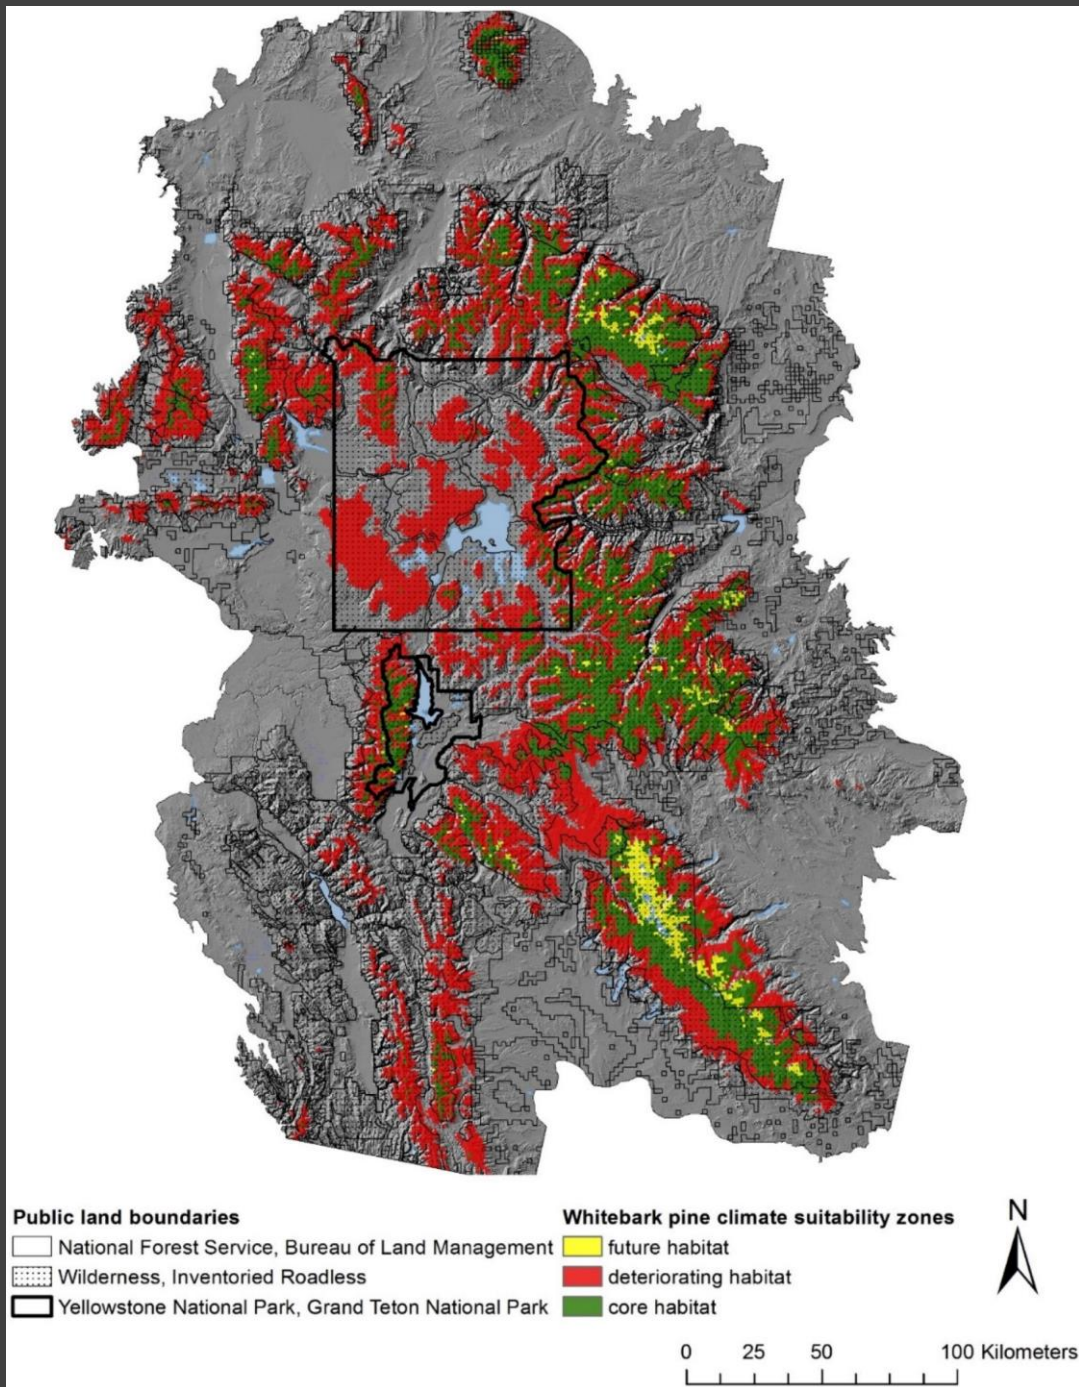 Public land boundaries
National Forest Service, Bureau of Land Management
Wilderness, Inventoried Roadless
Yellowstone National Park, Grand Teton National Park
Whitebark pine climate suitability zones
future habitat
deteriorating habitat
core habitat
N
0 25 50 100 Kilometers